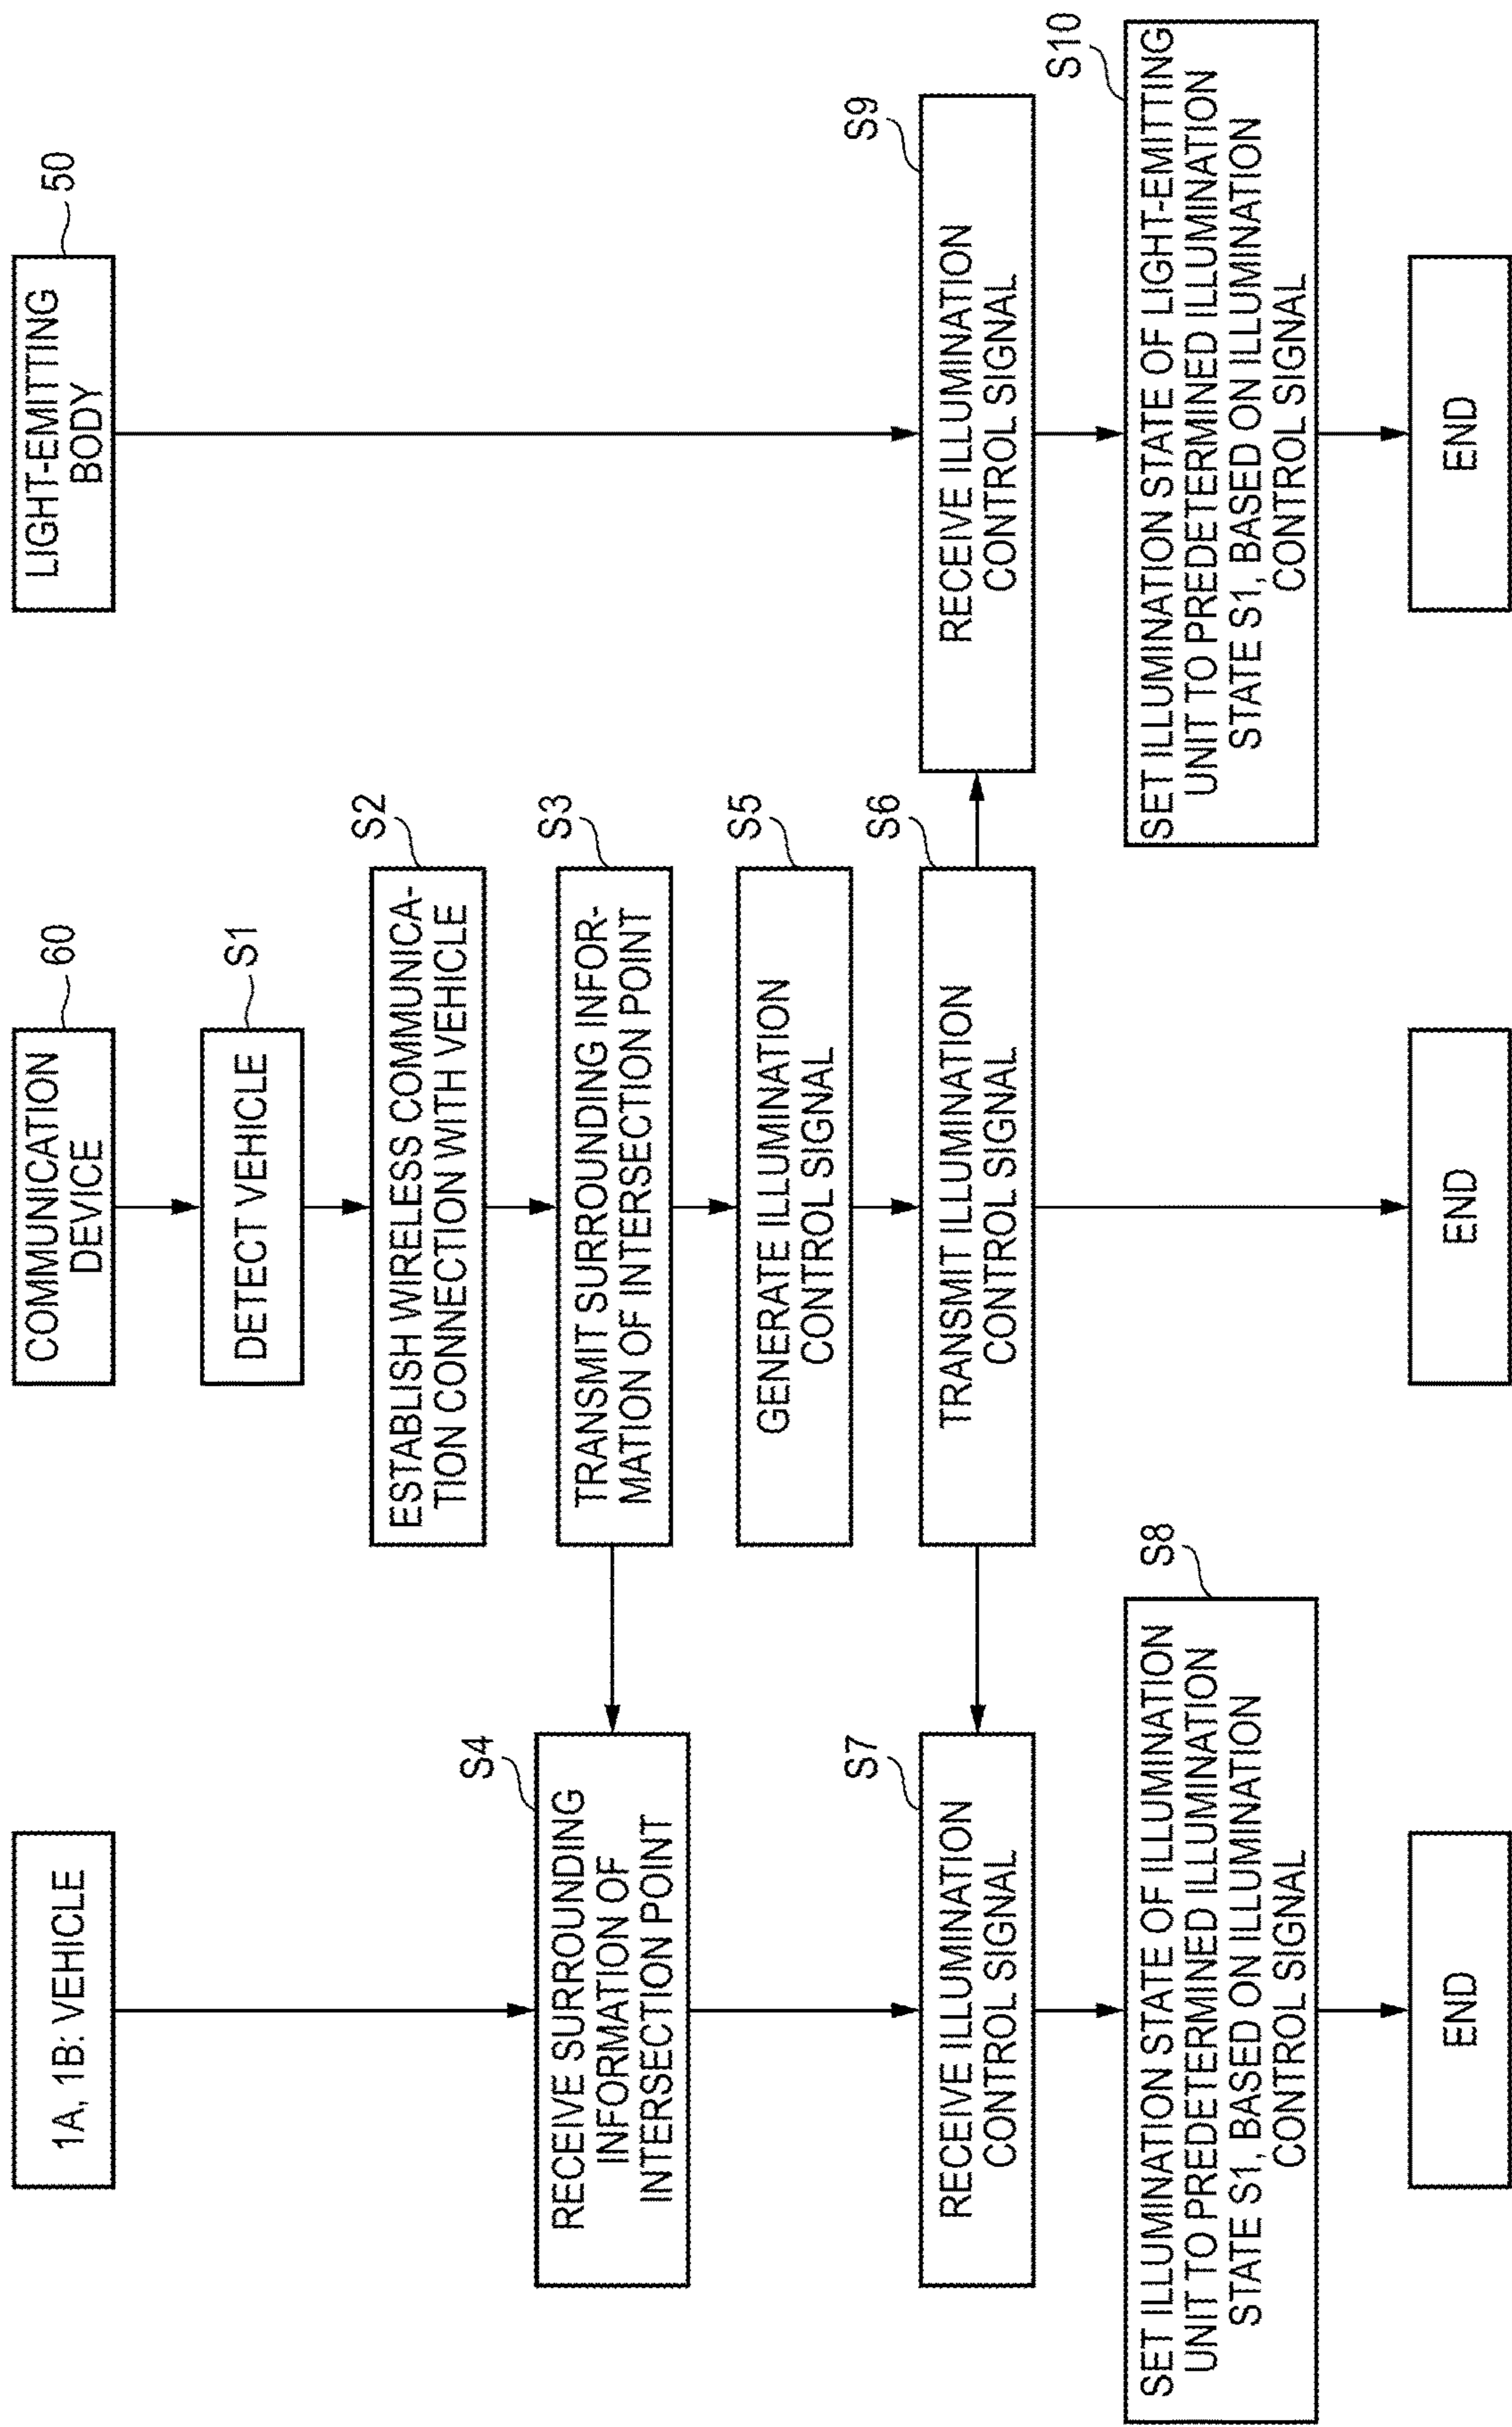 1A, 1B: VEHICLE
COMMUNICATION
DEVICE
60
LIGHT-EMITTING
BODY
50
DETECT VEHICLE
S1
ESTABLISH WIRELESS COMMUNICA-
TION CONNECTION WITH VEHICLE
S2
TRANSMIT SURROUNDING INFOR-
MATION OF INTERSECTION POINT
S3
RECEIVE SURROUNDING
INFORMATION OF
INTERSECTION POINT
S4
GENERATE ILLUMINATION
CONTROL SIGNAL
S5
TRANSMIT ILLUMINATION
CONTROL SIGNAL
S6
RECEIVE ILLUMINATION
CONTROL SIGNAL
S7
RECEIVE ILLUMINATION
CONTROL SIGNAL
S9
SET ILLUMINATION STATE OF ILLUMINATION
UNIT TO PREDETERMINED ILLUMINATION
STATE S1, BASED ON ILLUMINATION
CONTROL SIGNAL
S8
SET ILLUMINATION STATE OF LIGHT-EMITTING
UNIT TO PREDETERMINED ILLUMINATION
STATE S1, BASED ON ILLUMINATION
CONTROL SIGNAL
S10
END
END
END